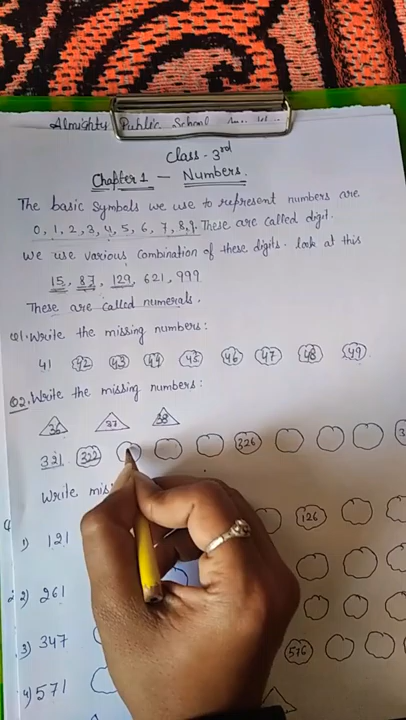 Almighty Public School
Class - 3rd
Chapter 1 — Numbers.
The basic symbols we use to represent numbers are
0, 1, 2, 3, 4, 5, 6, 7, 8, 9. These are called digit.
We use various combination of these digits. look at this
15, 87, 129, 621, 999
These are called numerals.
Q1. Write the missing numbers:
41 42 43 44 45 46 47 48 49
Q2. Write the missing numbers:
36 37 38
321 322 326
Write
1) 121 126
2) 261
3) 347 576
4) 571